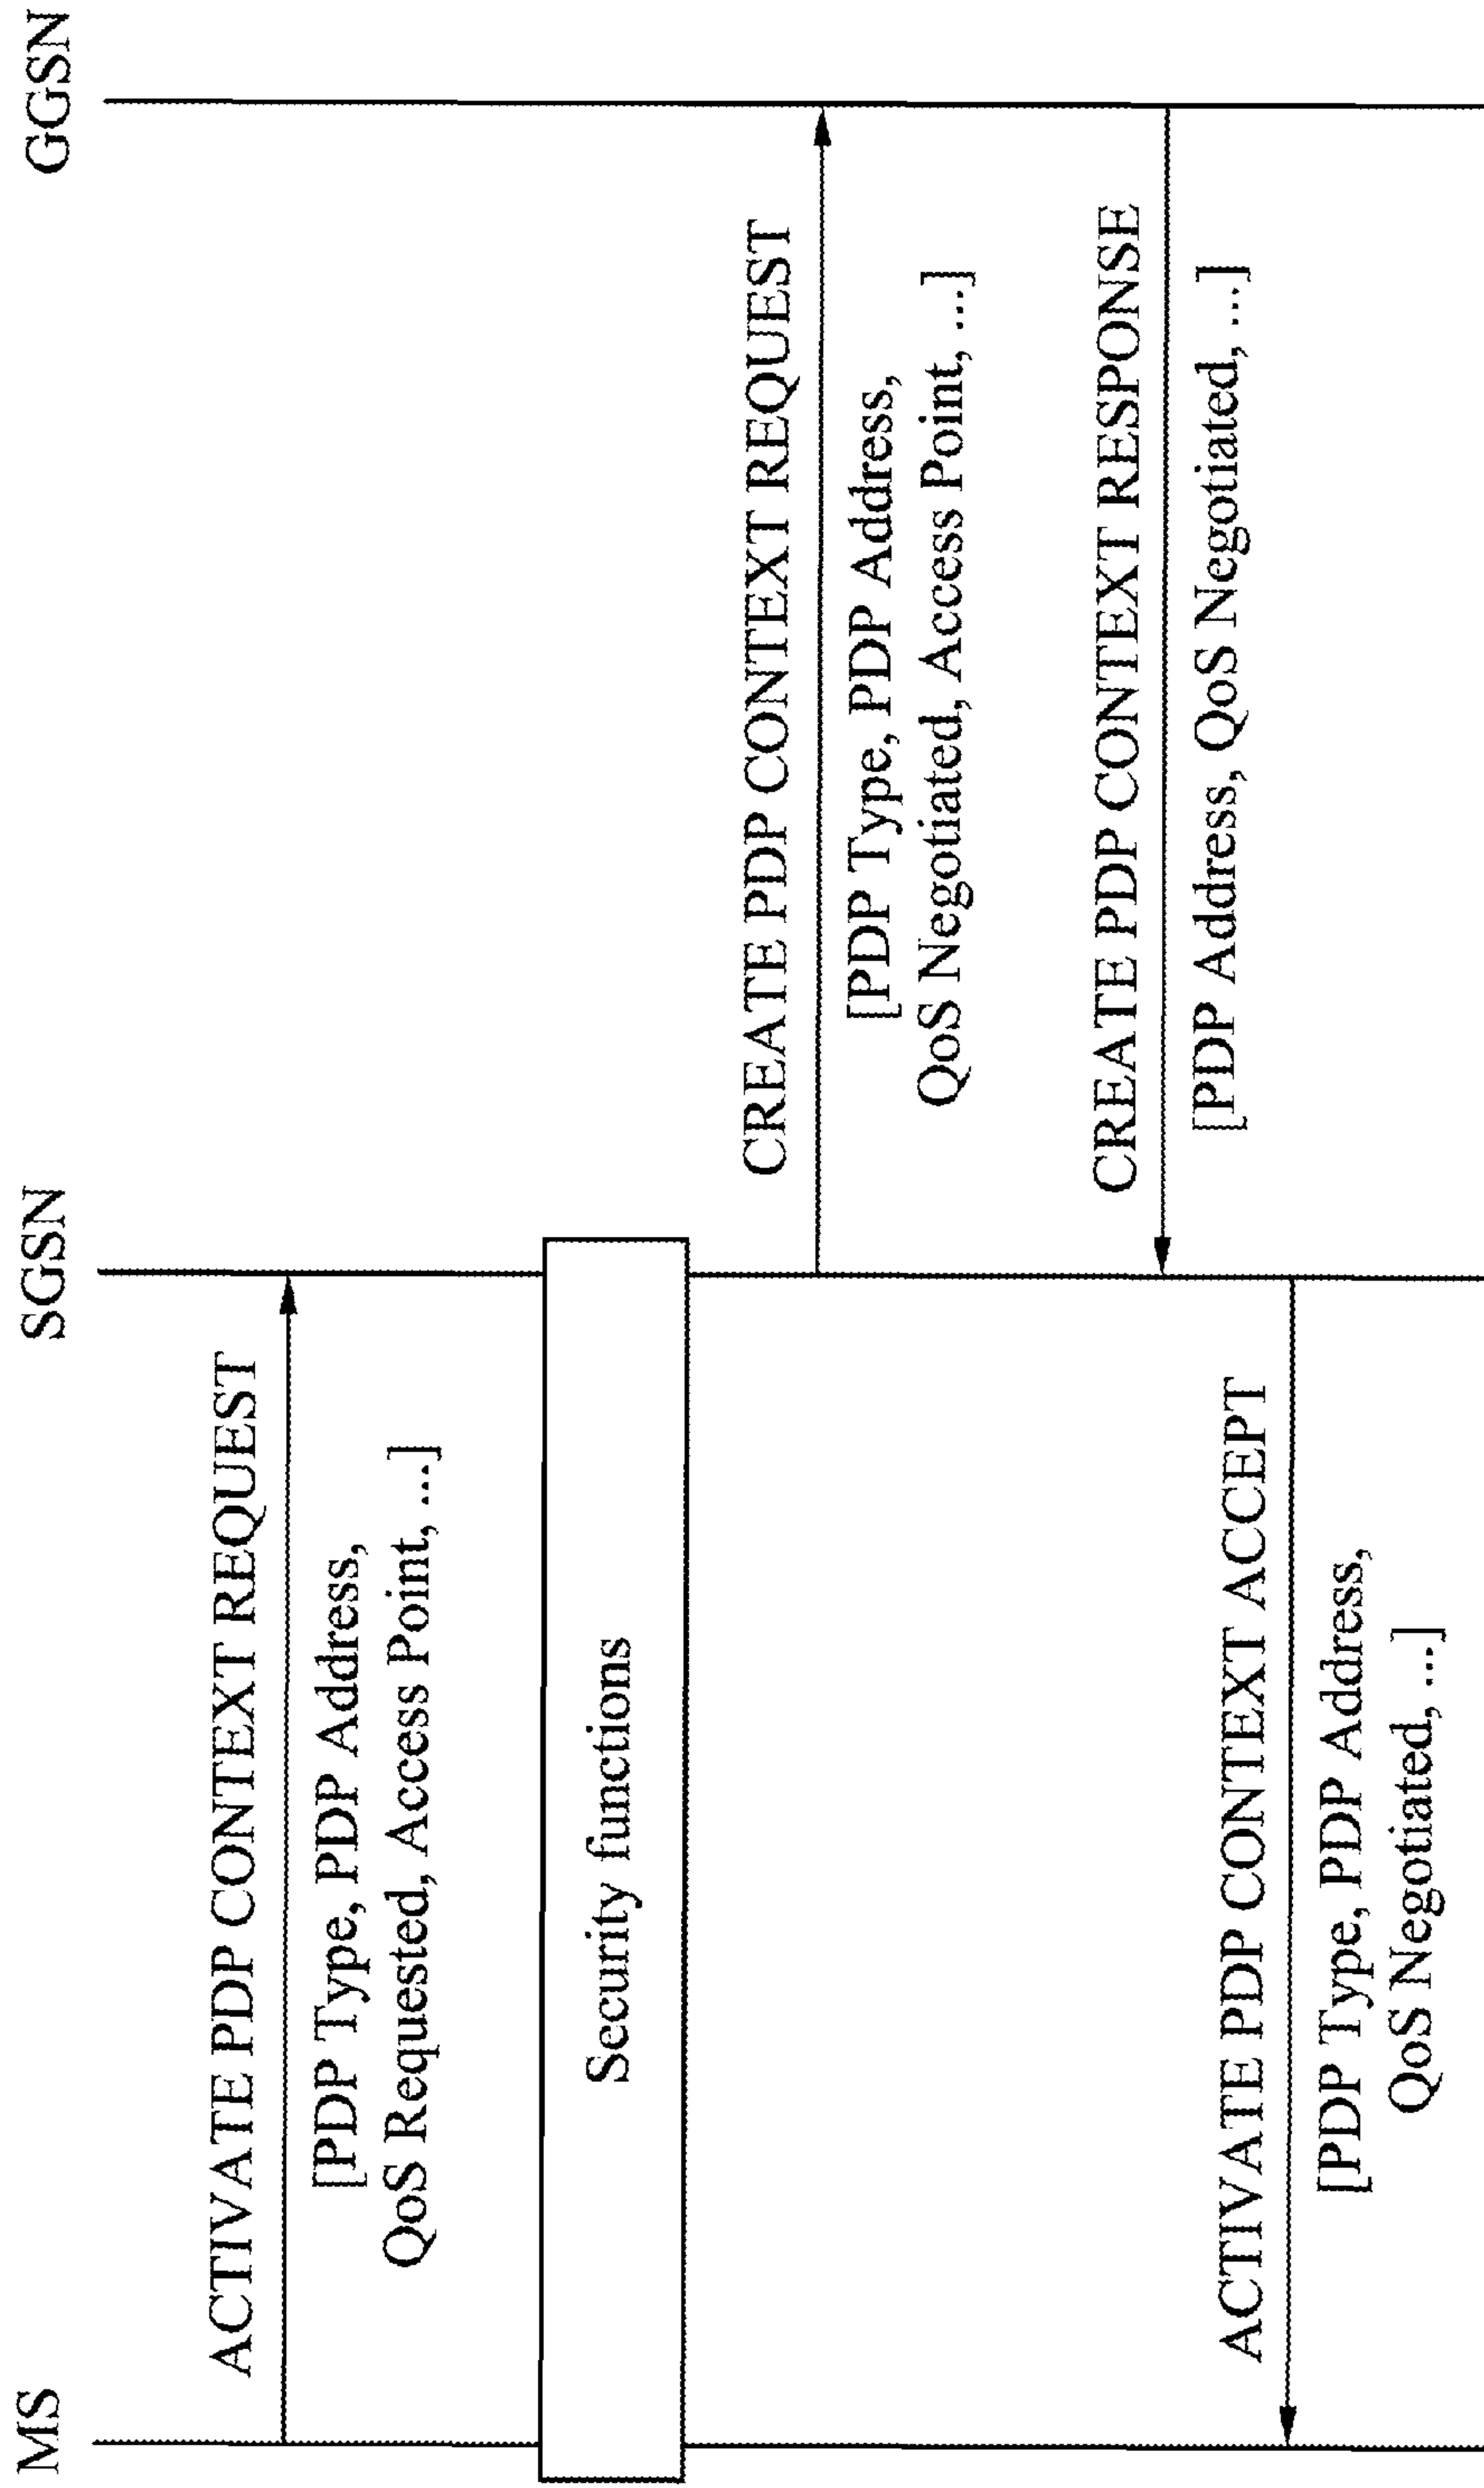 MS
SGSN
GGSN
ACTIVATE PDP CONTEXT REQUEST
[PDP Type, PDP Address,
QoS Requested, Access Point, ...]
Security functions
CREATE PDP CONTEXT REQUEST
[PDP Type, PDP Address,
QoS Negotiated, Access Point, ...]
CREATE PDP CONTEXT RESPONSE
[PDP Address, QoS Negotiated, ...]
ACTIVATE PDP CONTEXT ACCEPT
[PDP Type, PDP Address,
QoS Negotiated, ...]